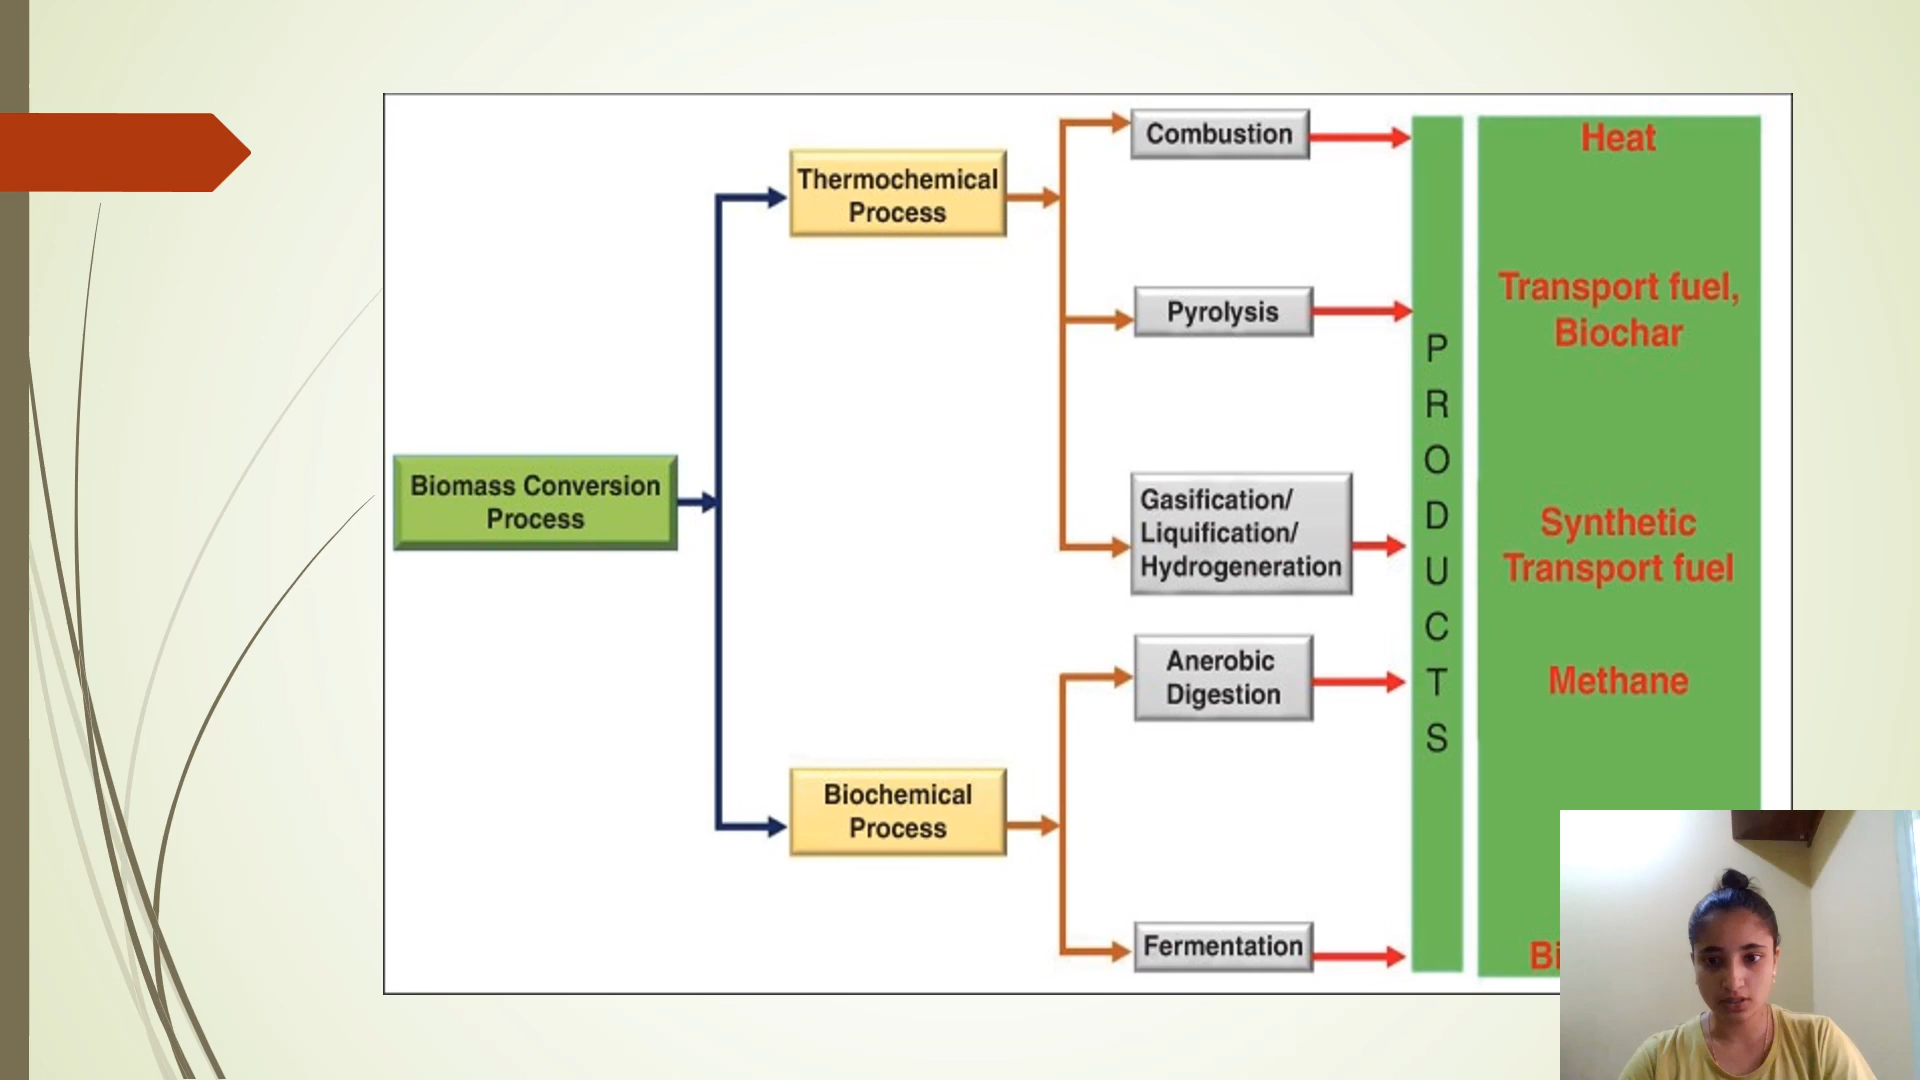 Combustion
Heat
Thermochemical
Process
Pyrolysis
Transport fuel,
Biochar
Biomass Conversion
Process
Gasification/
Liquification/
Hydrogeneration
Synthetic
Transport fuel
P
R
O
D
U
C
T
S
Anerobic
Digestion
Methane
Biochemical
Process
Fermentation